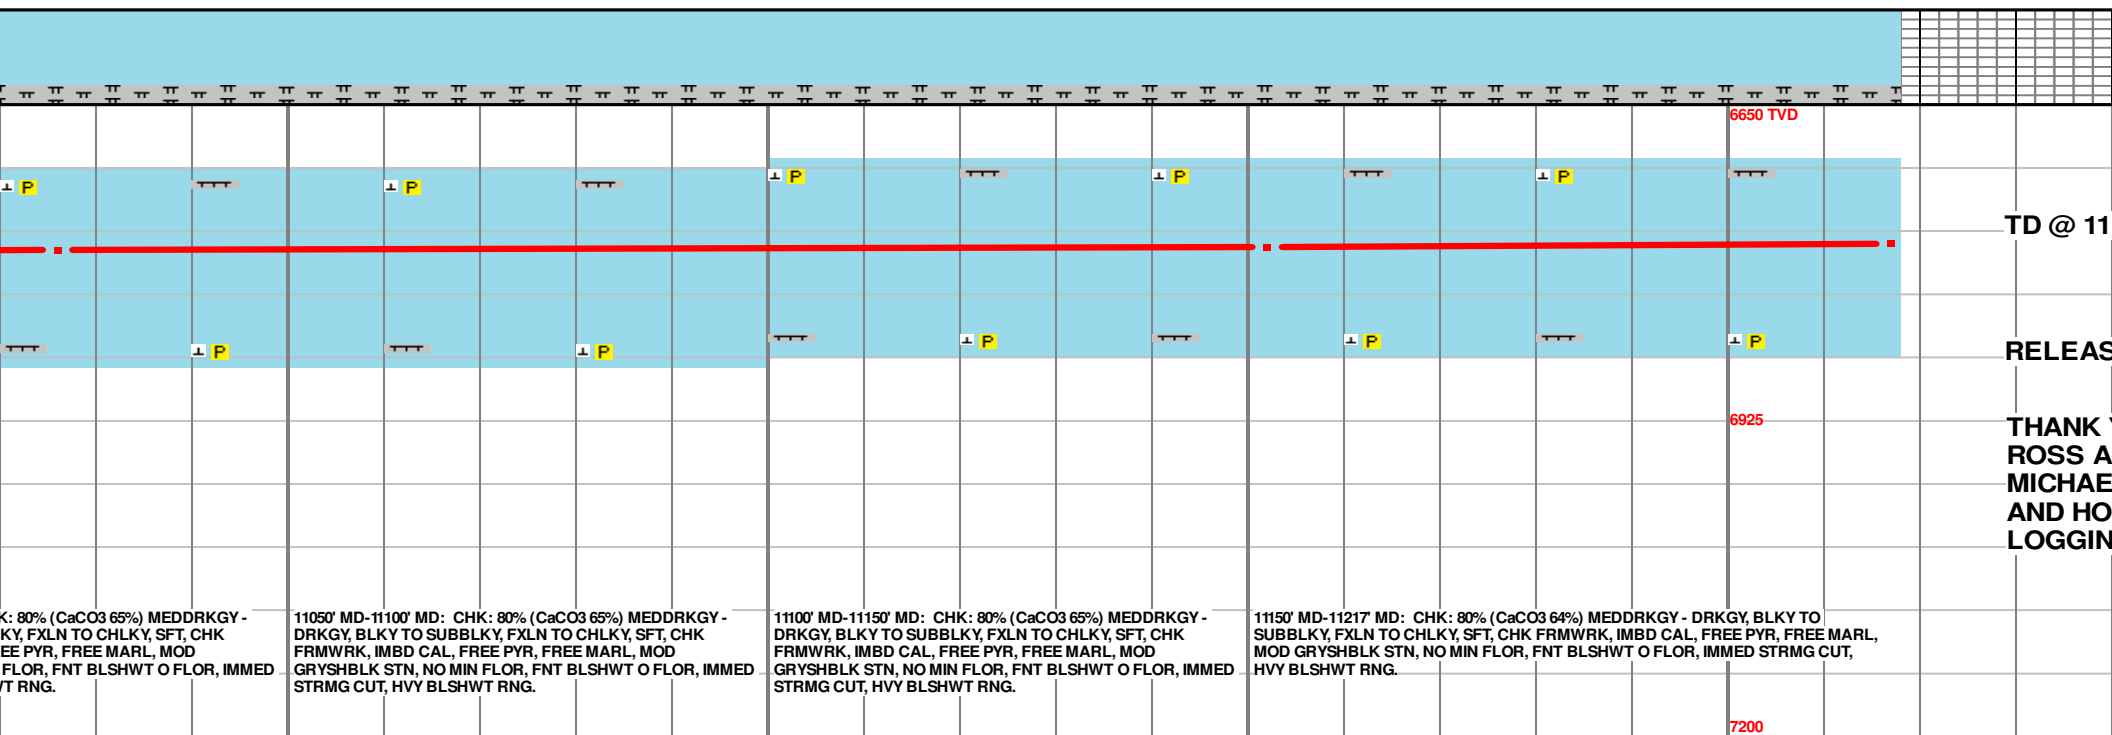 6650 TVD
P
P
P
P
P
TD @ 11
P
P
P
P
P
RELEAS
6925
THANK Y
ROSS A
MICHAE
AND HO
LOGGIN
K: 80% (CaCO3 65%) MEDDRKGY -
KY, FXLN TO CHLKY, SFT, CHK
EE PYR, FREE MARL, MOD
FLOR, FNT BLSHWT O FLOR, IMMED
T RNG.
11050' MD-11100' MD: CHK: 80% (CaCO3 65%) MEDDRKGY -
DRKGY, BLKY TO SUBBLKY, FXLN TO CHLKY, SFT, CHK
FRMWRK, IMBD CAL, FREE PYR, FREE MARL, MOD
GRYSHBLK STN, NO MIN FLOR, FNT BLSHWT O FLOR, IMMED
STRMG CUT, HVY BLSHWT RNG.
11100' MD-11150' MD: CHK: 80% (CaCO3 65%) MEDDRKGY -
DRKGY, BLKY TO SUBBLKY, FXLN TO CHLKY, SFT, CHK
FRMWRK, IMBD CAL, FREE PYR, FREE MARL, MOD
GRYSHBLK STN, NO MIN FLOR, FNT BLSHWT O FLOR, IMMED
STRMG CUT, HVY BLSHWT RNG.
11150' MD-11217' MD: CHK: 80% (CaCO3 64%) MEDDRKGY - DRKGY, BLKY TO
SUBBLKY, FXLN TO CHLKY, SFT, CHK FRMWRK, IMBD CAL, FREE PYR, FREE MARL,
MOD GRYSHBLK STN, NO MIN FLOR, FNT BLSHWT O FLOR, IMMED STRMG CUT,
HVY BLSHWT RNG.
7200